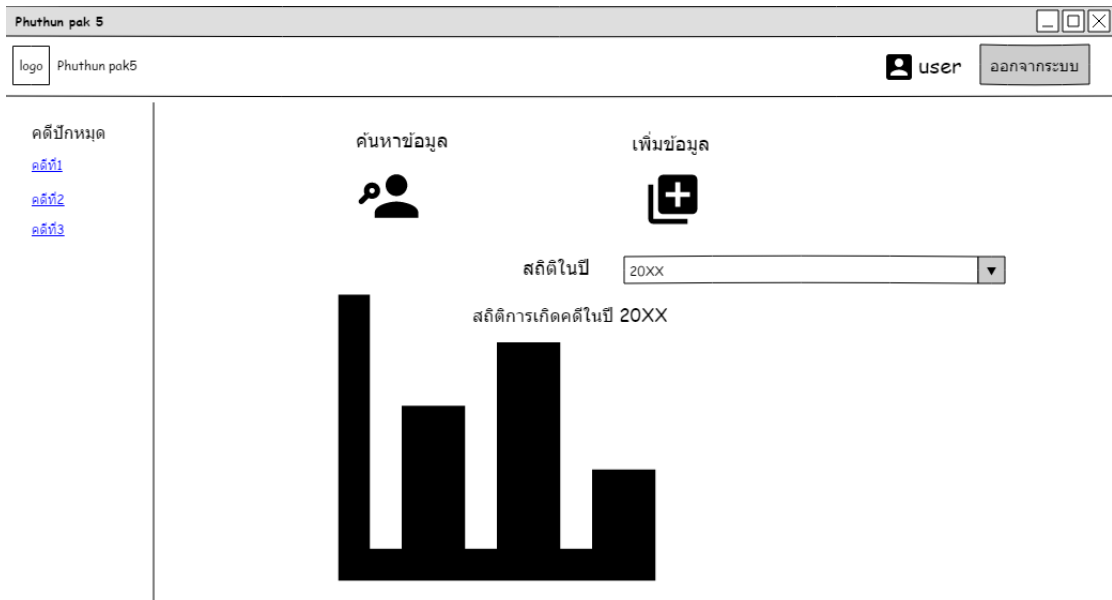 Phuthun pak 5
logo Phuthun pak5
user
ออกจากระบบ
คดีปักหมุด
คดีที่1
คดีที่2
คดีที่3
ค้นหาข้อมูล
เพิ่มข้อมูล
สถิติในปี
20XX
สถิติการเกิดคดีในปี 20XX